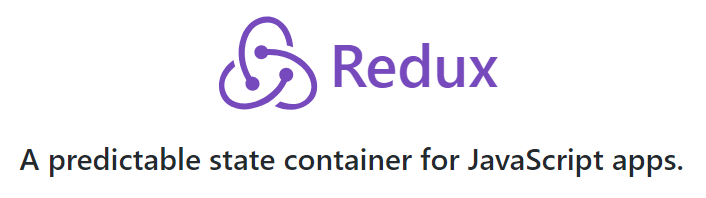 Redux
A predictable state container for JavaScript apps.